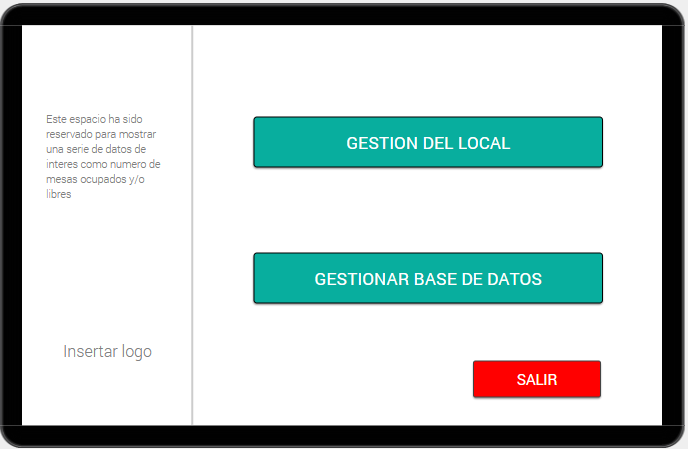 Este espacio ha sido
reservado para mostrar
una serie de datos de
interes como numero de
mesas ocupados y/o
libres
Insertar logo
GESTION DEL LOCAL
GESTIONAR BASE DE DATOS
SALIR